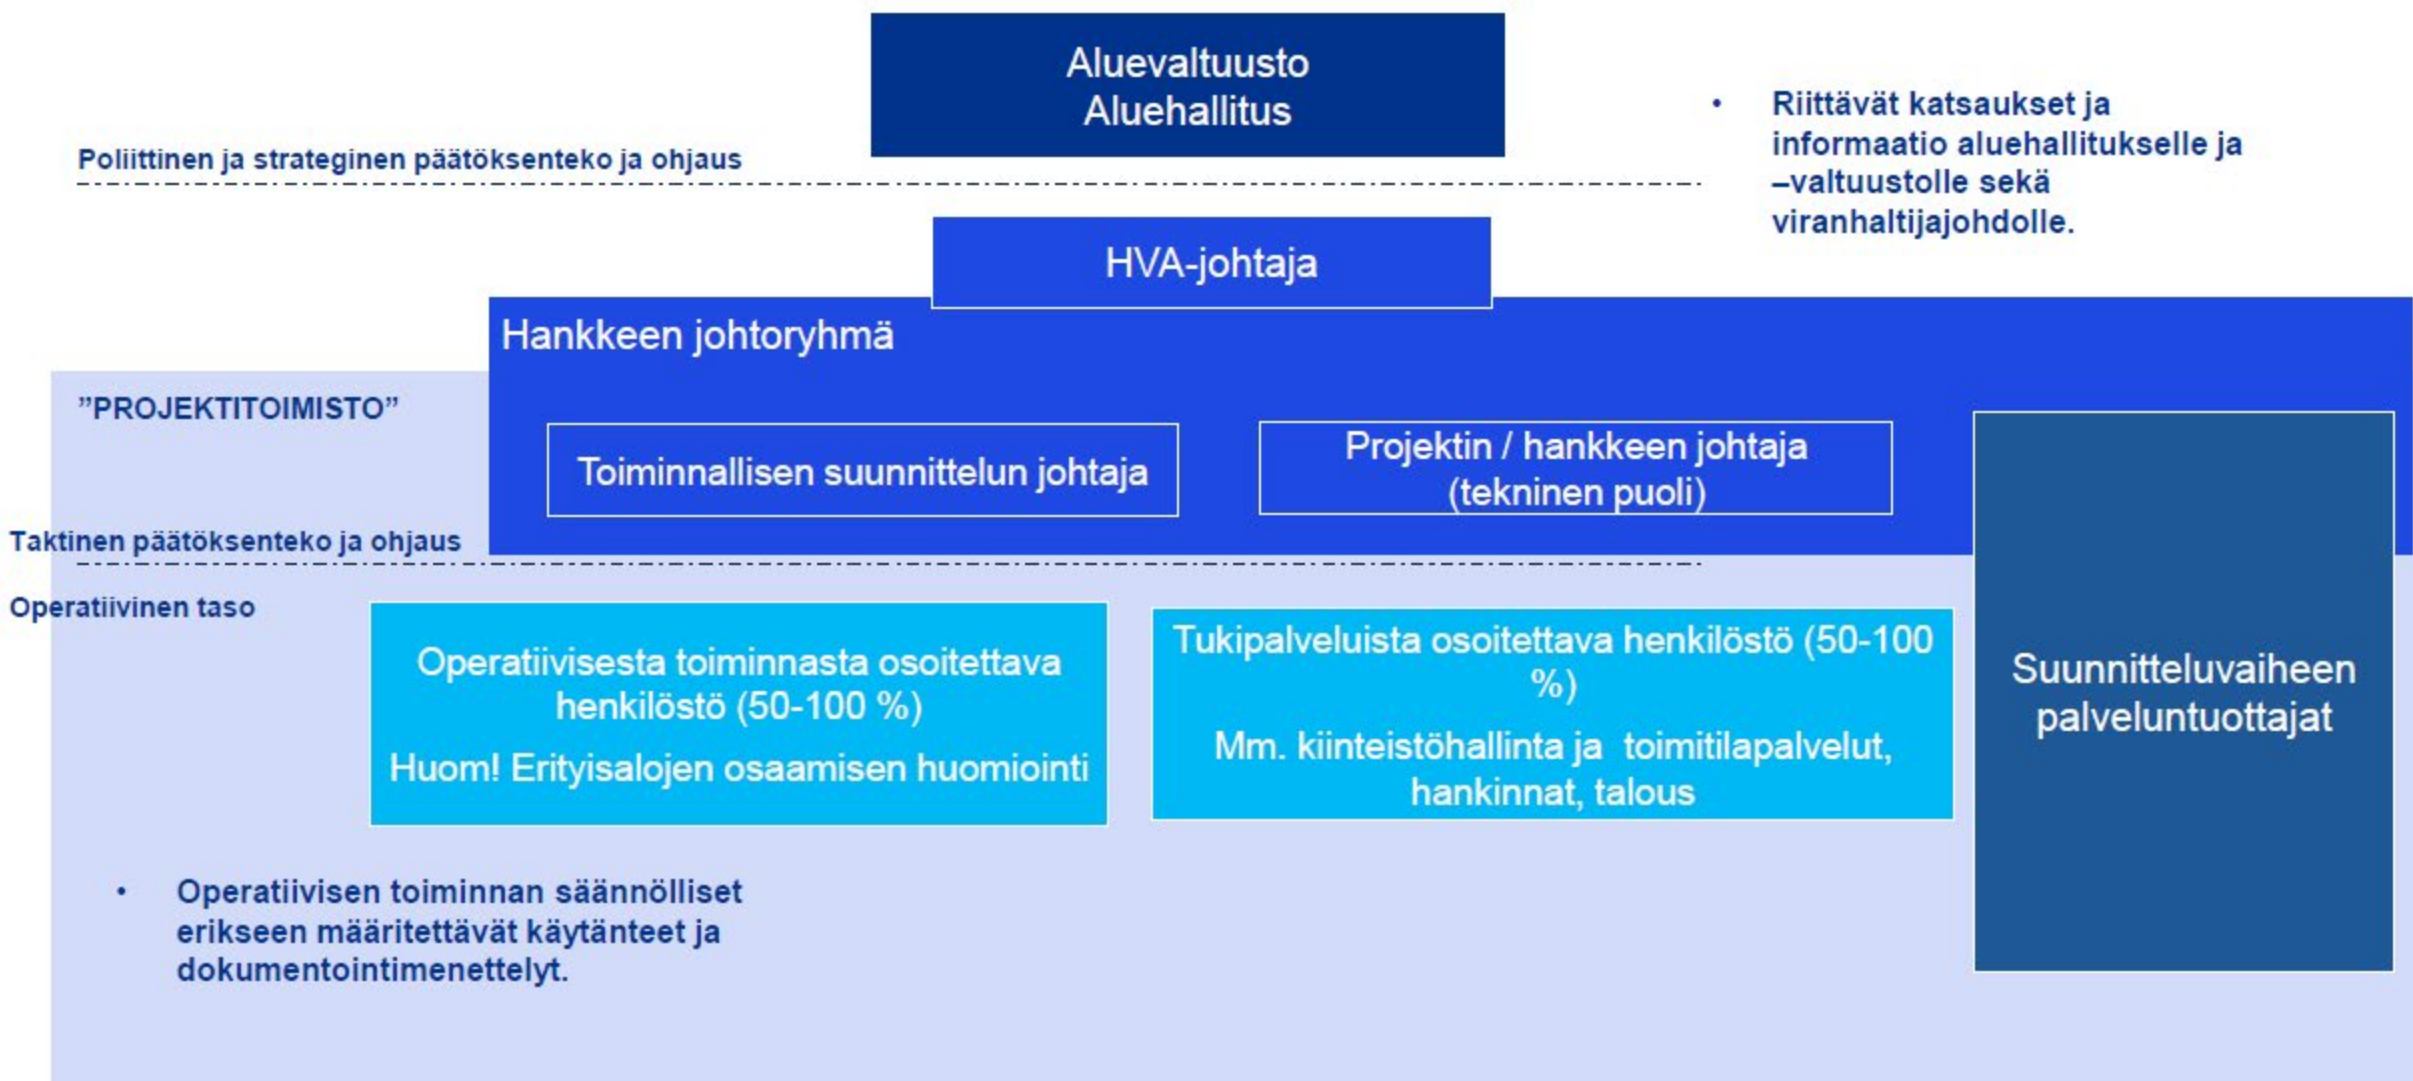 Aluevaltuusto
Aluehallitus
• Riittävät katsaukset ja
informaatio aluehallitukselle ja
–valtuustolle sekä
viranhaltijajohdolle.
Poliittinen ja strateginen päätöksenteko ja ohjaus
HVA-johtaja
Hankkeen johtoryhmä
”PROJEKTITOIMISTO”
Toiminnallisen suunnittelun johtaja
Projektin / hankkeen johtaja
(tekninen puoli)
Taktinen päätöksenteko ja ohjaus
Operatiivinen taso
Operatiivisesta toiminnasta osoitettava
henkilöstö (50-100 %)
Huom! Erityisalojen osaamisen huomiointi
Tukipalveluista osoitettava henkilöstö (50-100
%)
Mm. kiinteistöhallinta ja toimitilapalvelut,
hankinnat, talous
Suunnitteluvaiheen
palveluntuottajat
• Operatiivisen toiminnan säännölliset
erikseen määritettävät käytänteet ja
dokumentointimenettelyt.